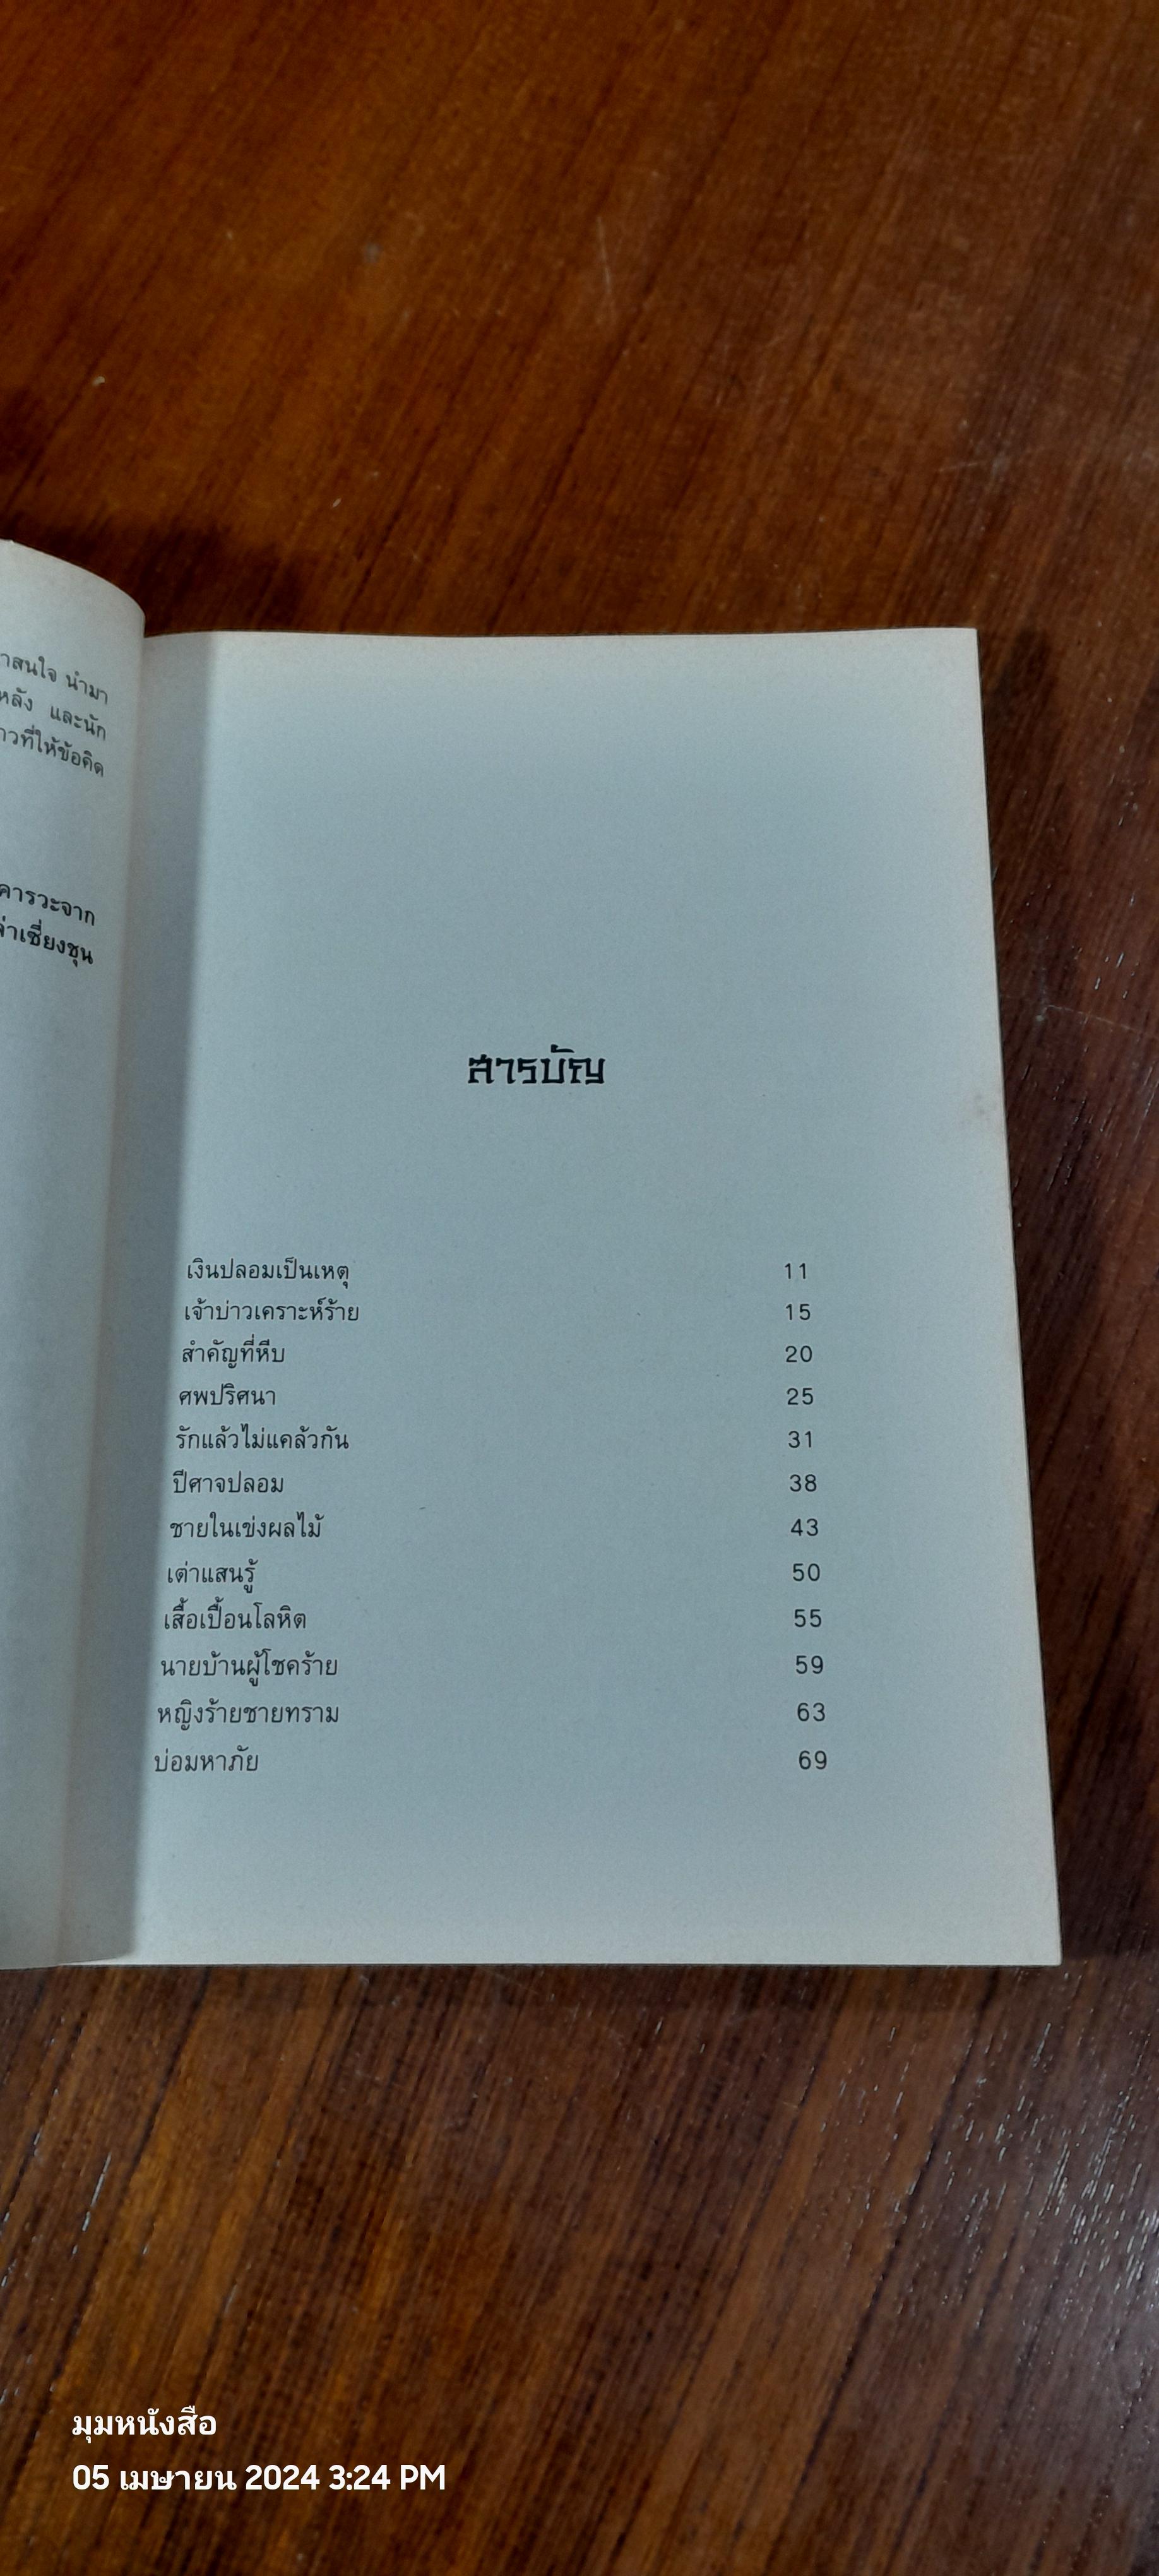 าสนใจ นำมา
หลัง และนัก
าวที่ให้ข้อคิด
คารวะจาก
ล่าเซี่ยงชุน
สารบัญ
เงินปลอมเป็นเหตุ 11
เจ้าบ่าวเคราะห์ร้าย 15
สำคัญที่หีบ 20
ศพปริศนา 25
รักแล้วไม่แคล้วกัน 31
ปีศาจปลอม 38
ชายในเข่งผลไม้ 43
เต่าแสนรู้ 50
เสื้อเปื้อนโลหิต 55
นายบ้านผู้โชคร้าย 59
หญิงร้ายชายทราม 63
บ่อมหาภัย 69
มุมหนังสือ
05 เมษายน 2024 3:24 PM